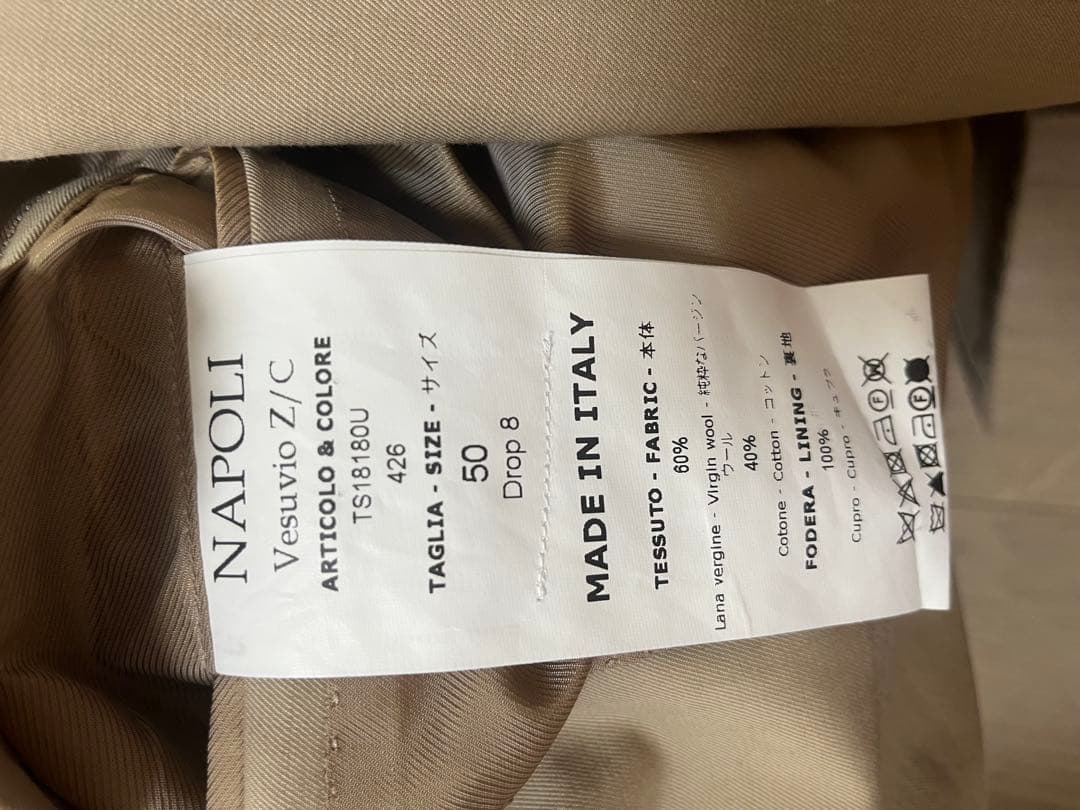 NAPOLI
Vesuvio Z/C
ARTICOLO & COLORE
TS18180U
426
TAGLIA - SIZE - サイズ
50
Drop 8
MADE IN ITALY
TESSUTO - FABRIC - 本体
60%
Lana vergine - Virgin wool - 純粋なバージン
ウール
40%
Cotone - Cotton - コットン
FODERA - LINING - 裏地
100%
Cupro - Cupro - キュプラ